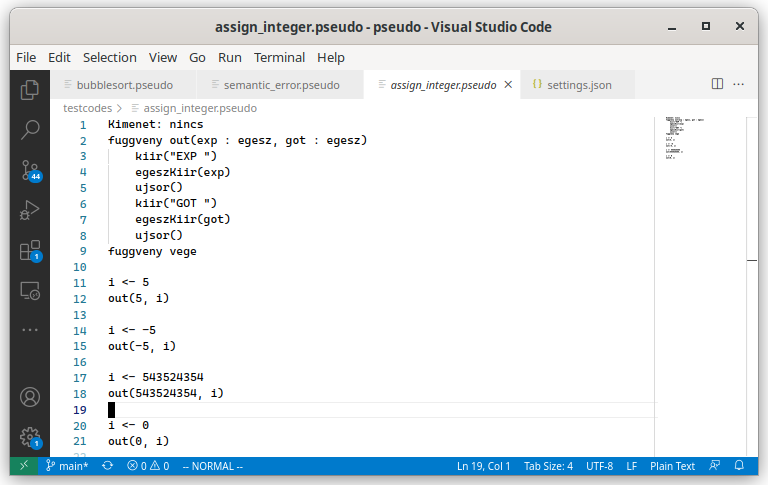 assign_integer.pseudo - pseudo - Visual Studio Code
File Edit Selection View Go Run Terminal Help
bubblesort.pseudo semantic_error.pseudo assign_integer.pseudo {} settings.json
testcodes > assign_integer.pseudo
1 Kimenet: nincs
2 fuggveny out(exp : egesz, got : egesz)
3 kiir("EXP ")
4 egeszKiir(exp)
5 ujsor()
6 kiir("GOT ")
7 egeszKiir(got)
8 ujsor()
9 fuggveny vege
10
11 i <- 5
12 out(5, i)
13
14 i <- -5
15 out(-5, i)
16
17 i <- 543524354
18 out(543524354, i)
19
20 i <- 0
21 out(0, i)
44
1
1
main* 0 0 -- NORMAL -- Ln 19, Col 1 Tab Size: 4 UTF-8 LF Plain Text